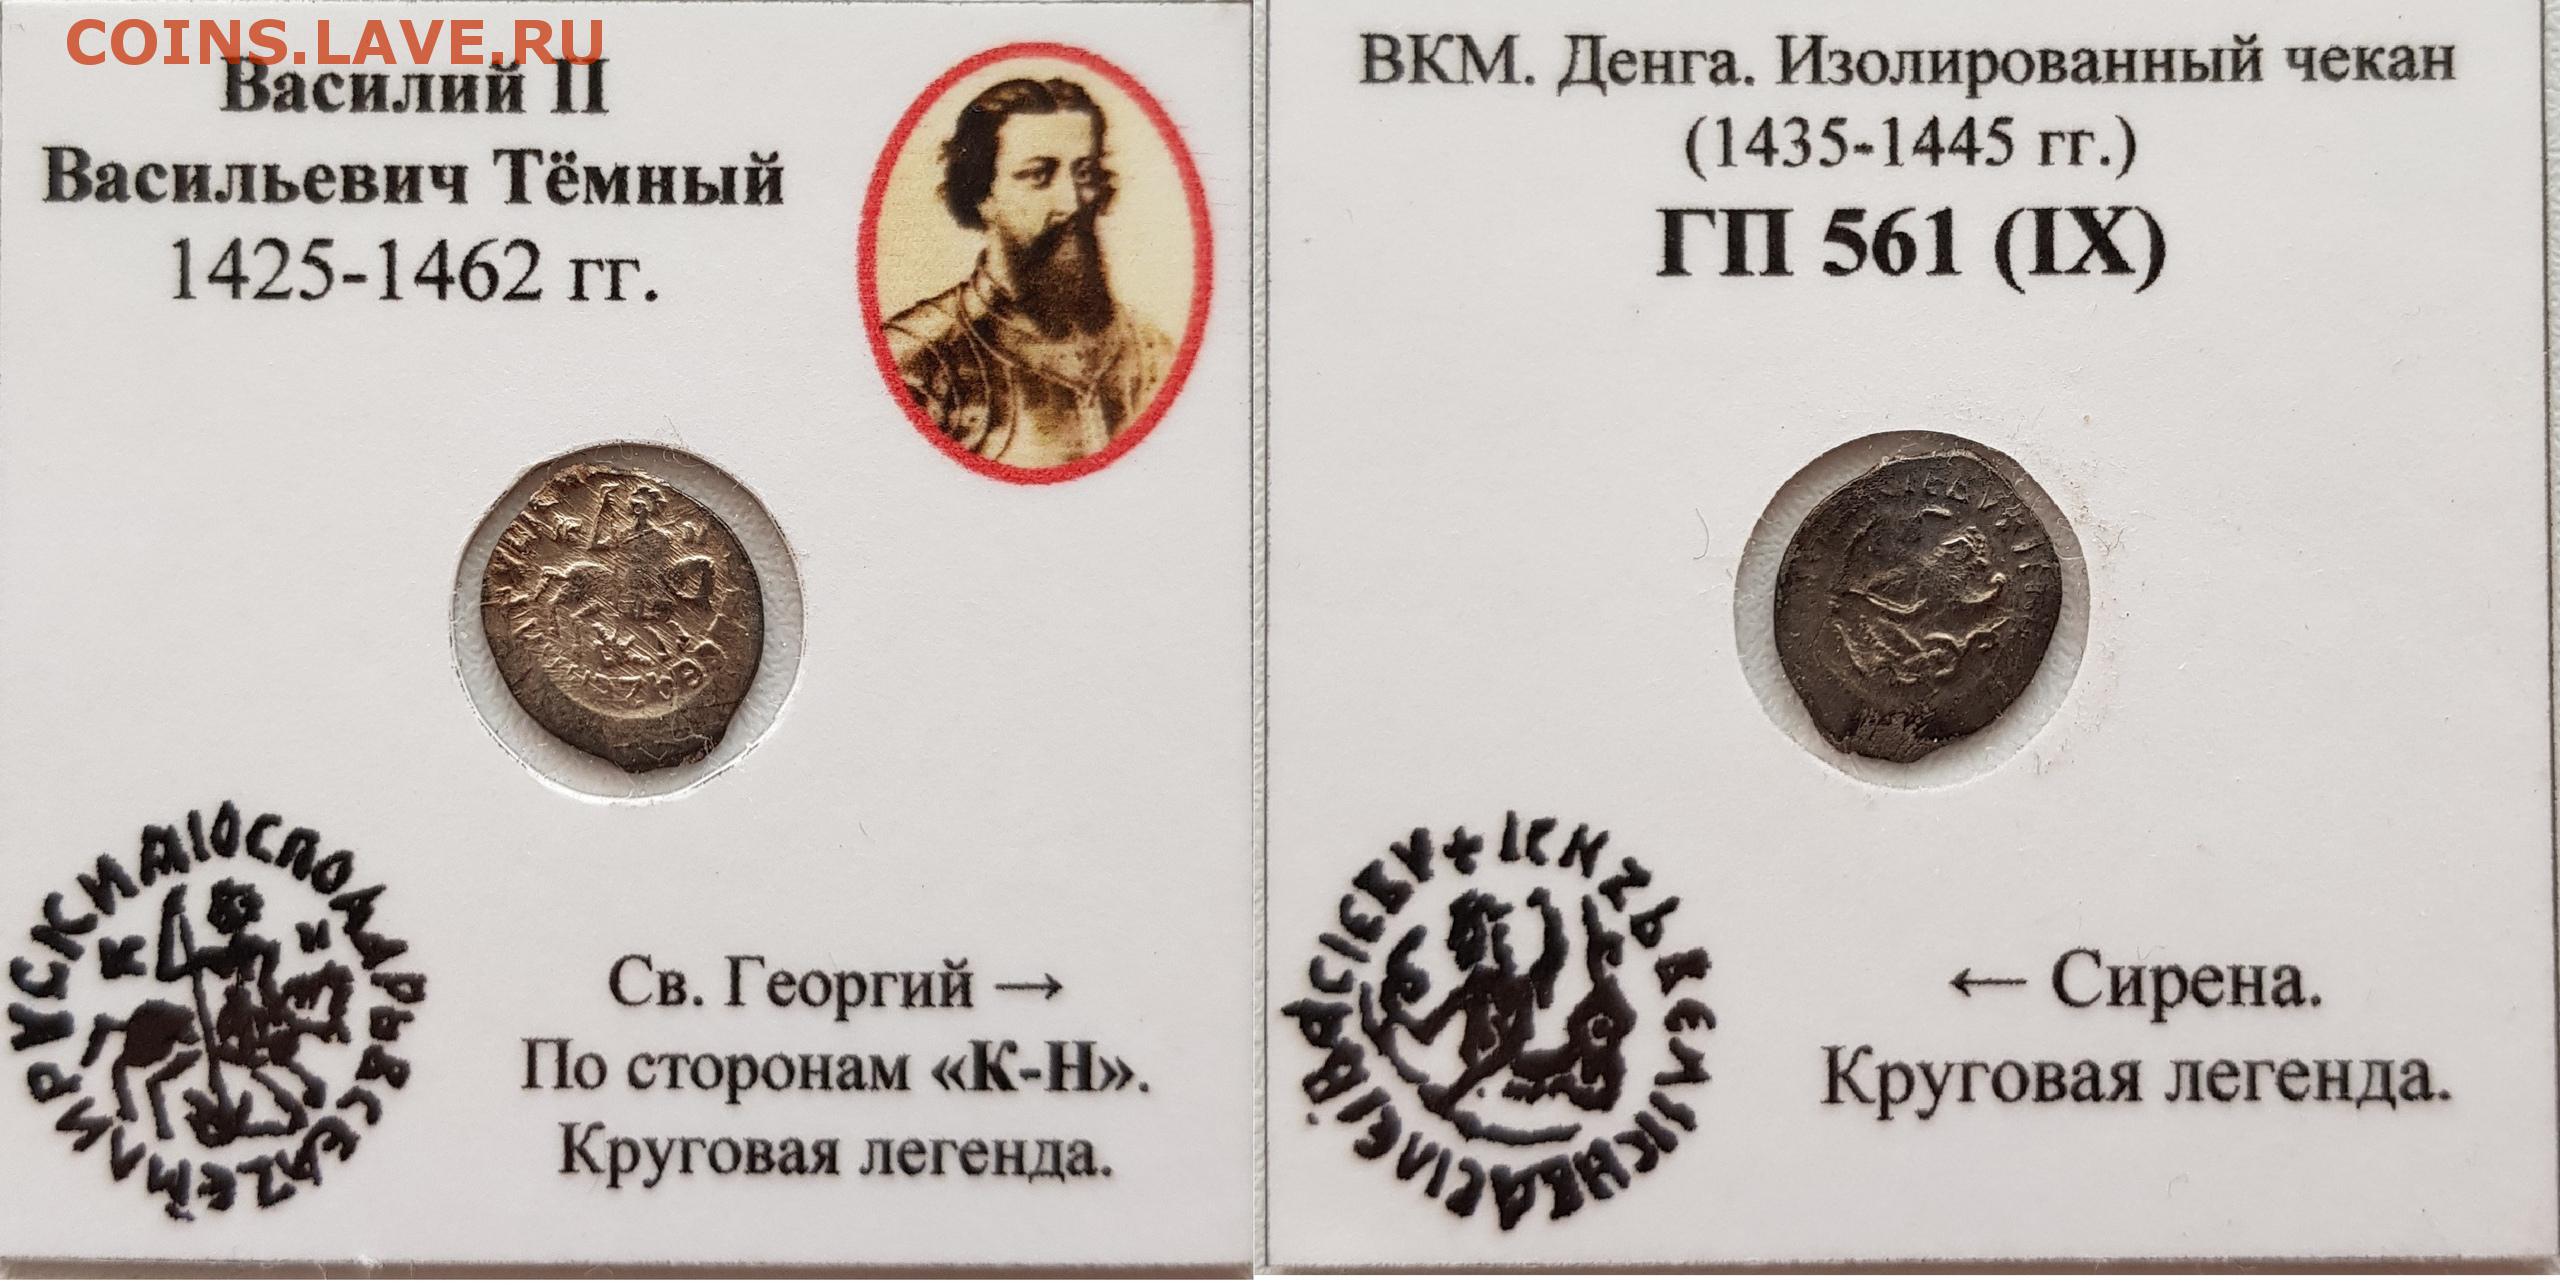 COINS.LAVE.RU
Василий II
Васильевич Тёмный
1425-1462 гг.
Св. Георгий →
По сторонам «К-Н».
Круговая легенда.
ВКМ. Денга. Изолированный чекан
(1435-1445 гг.)
ГП 561 (IX)
← Сирена.
Круговая легенда.